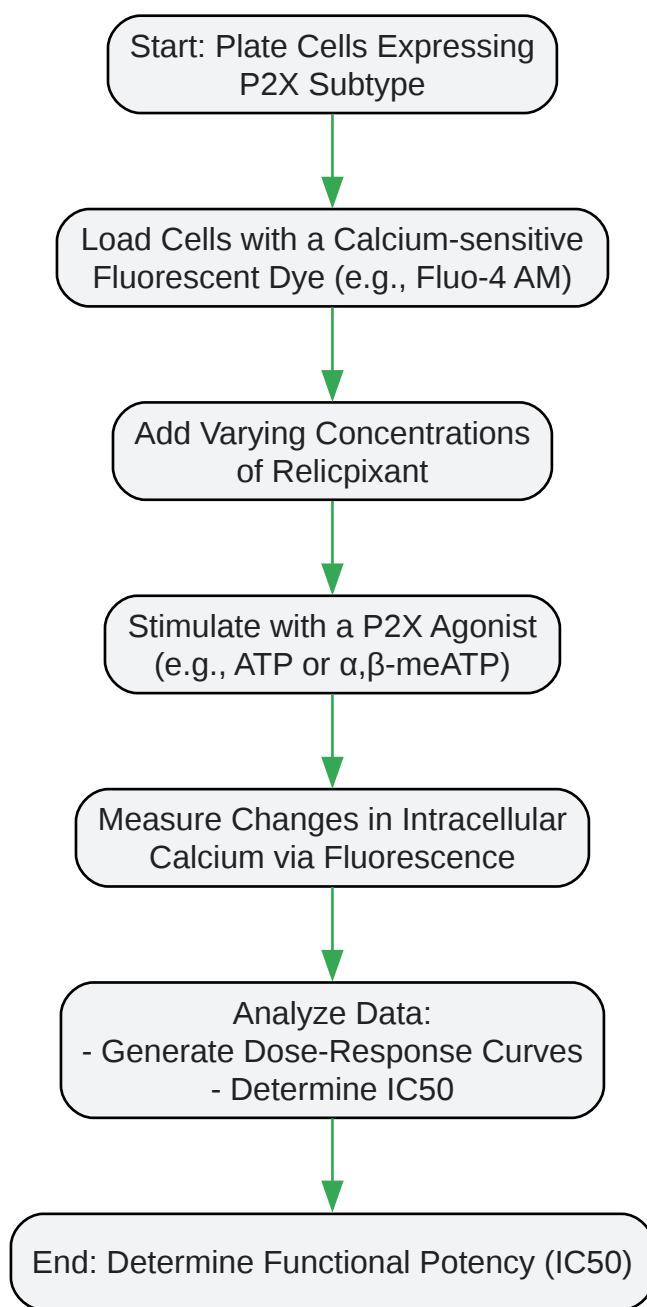 Start: Plate Cells Expressing
P2X Subtype
Load Cells with a Calcium-sensitive
Fluorescent Dye (e.g., Fluo-4 AM)
Add Varying Concentrations
of Relicpixant
Stimulate with a P2X Agonist
(e.g., ATP or α,β-meATP)
Measure Changes in Intracellular
Calcium via Fluorescence
Analyze Data:
- Generate Dose-Response Curves
- Determine IC50
End: Determine Functional Potency (IC50)